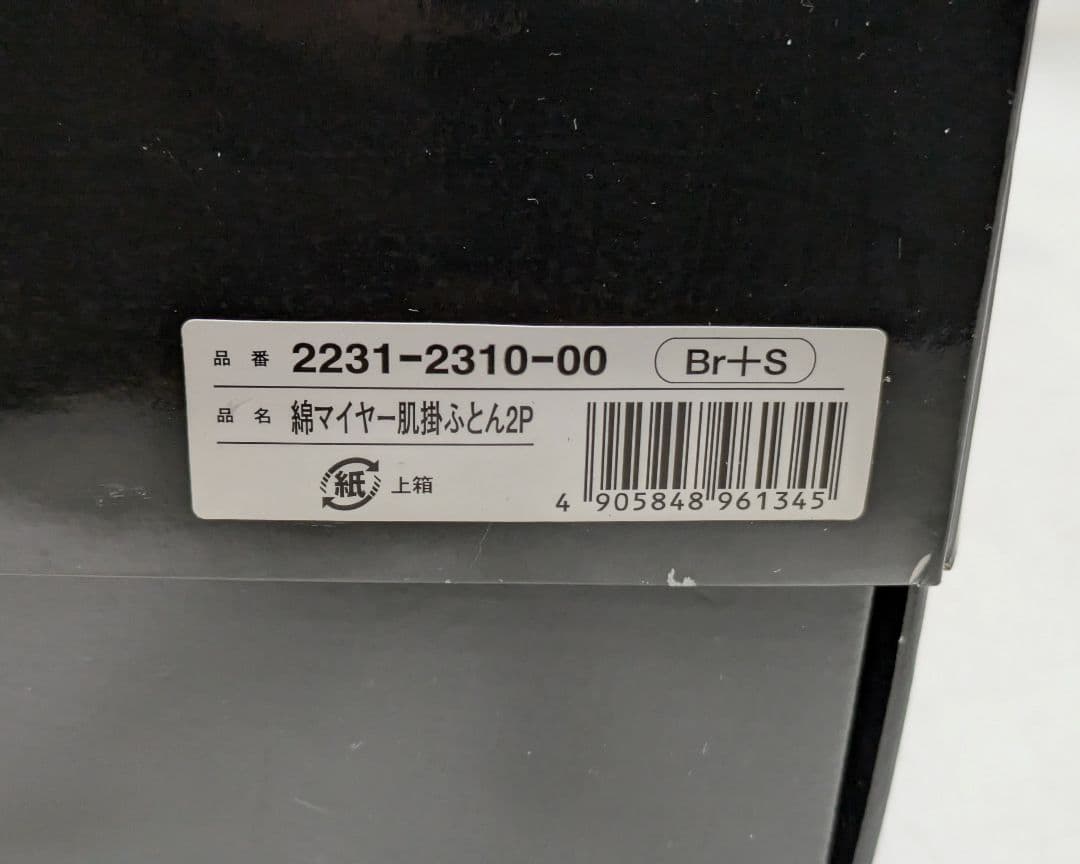 品番 2231-2310-00 Br+S
品名 綿マイヤー肌掛ふとん2P
紙 上箱
4 905848 961345